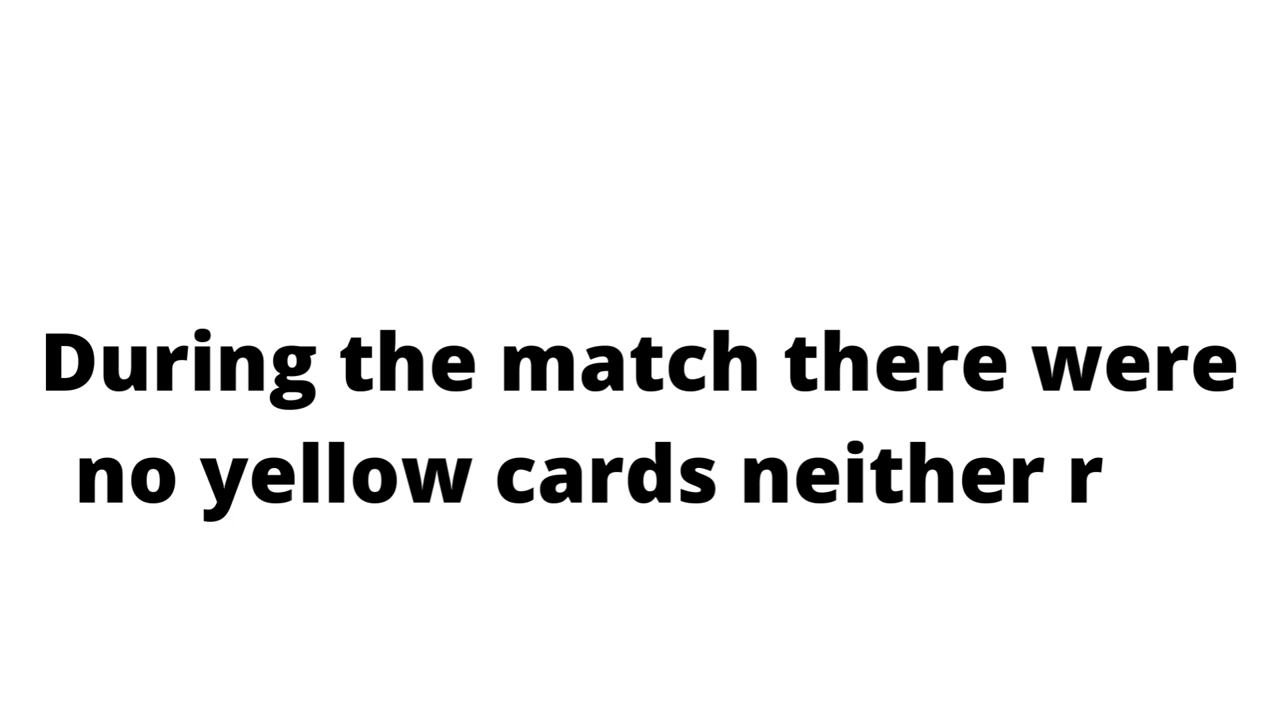 During the match there were
no yellow cards neither r